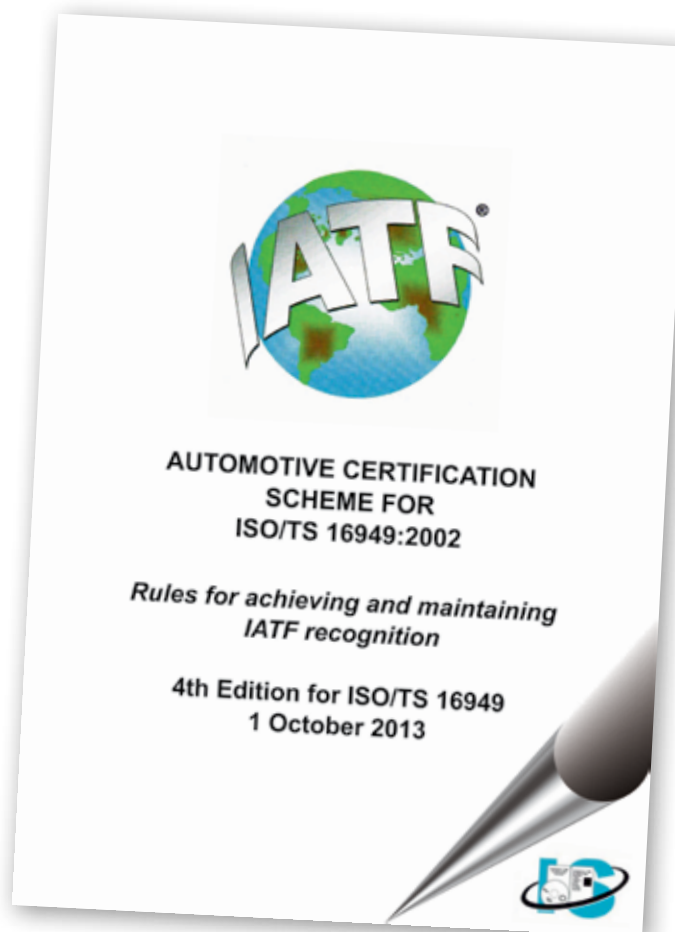 IATF®
AUTOMOTIVE CERTIFICATION
SCHEME FOR
ISO/TS 16949:2002
Rules for achieving and maintaining
IATF recognition
4th Edition for ISO/TS 16949
1 October 2013